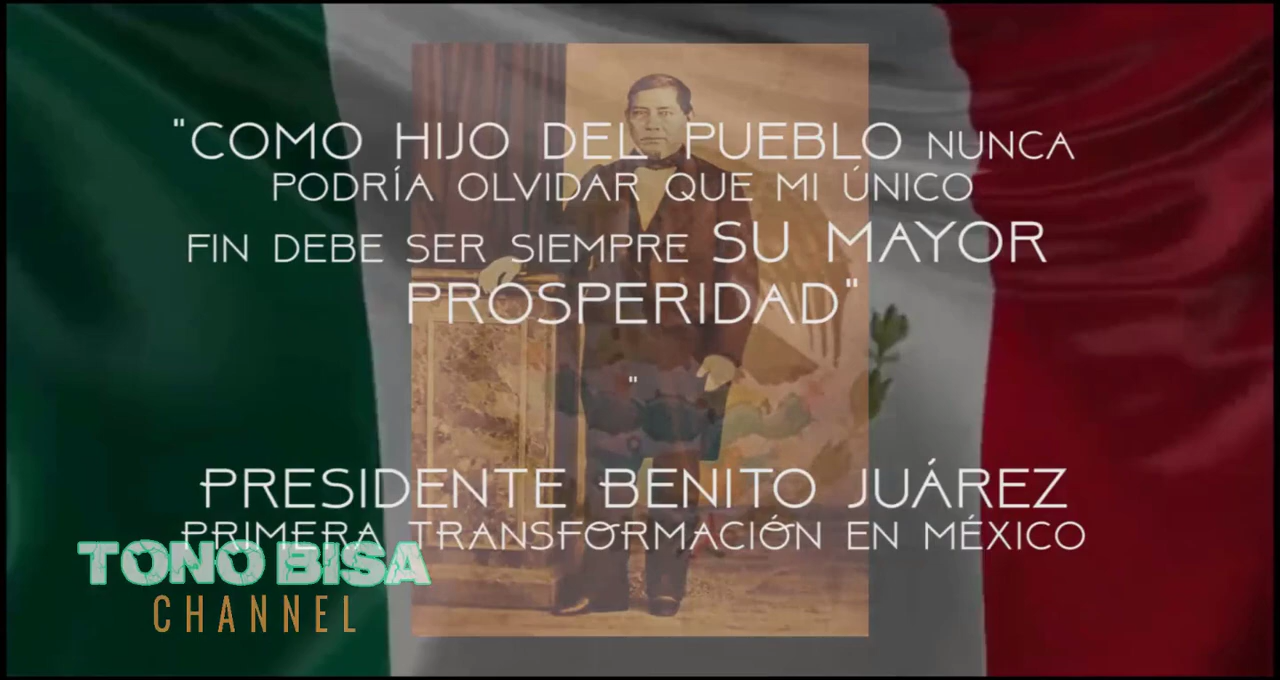 "COMO HIJO DEL PUEBLO NUNCA
PODRÍA OLVIDAR QUE MI ÚNICO
FIN DEBE SER SIEMPRE SU MAYOR
PROSPERIDAD"
"
PRESIDENTE BENITO JUÁREZ
PRIMERA TRANSFORMACIÓN EN MÉXICO
TONO BISA
CHANNEL